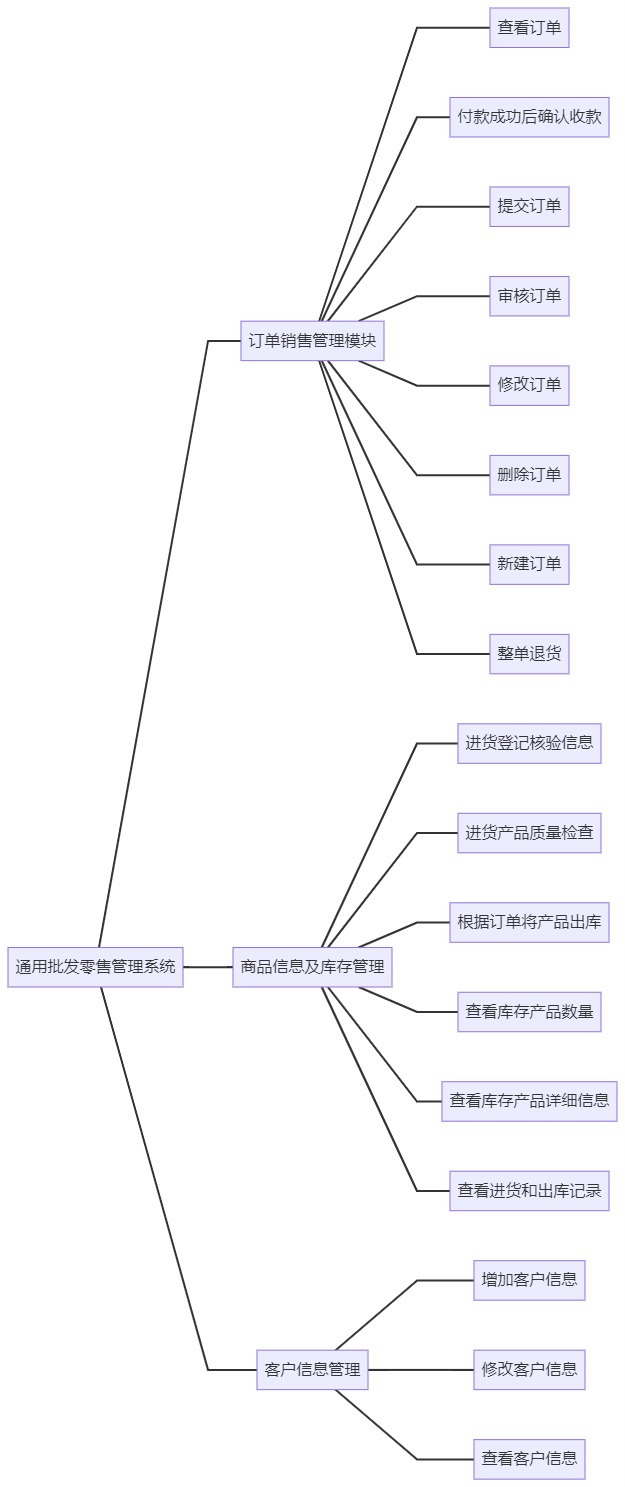 通用批发零售管理系统
订单销售管理模块
查看订单
付款成功后确认收款
提交订单
审核订单
修改订单
删除订单
新建订单
整单退货
商品信息及库存管理
进货登记核验信息
进货产品质量检查
根据订单将产品出库
查看库存产品数量
查看库存产品详细信息
查看进货和出库记录
客户信息管理
增加客户信息
修改客户信息
查看客户信息